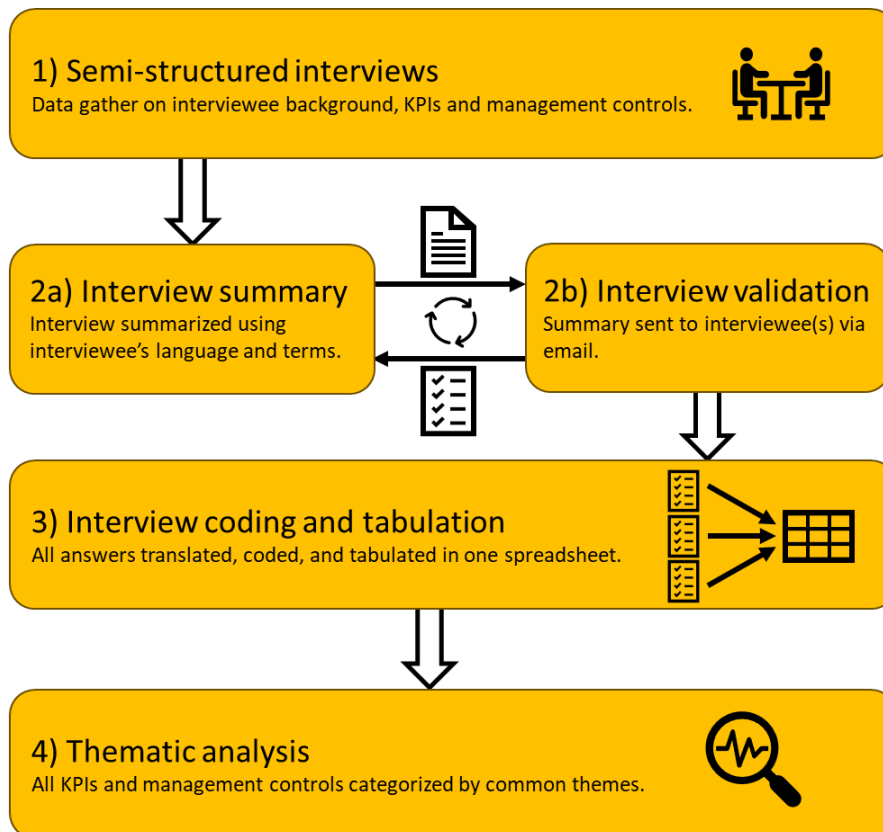 1) Semi-structured interviews
Data gather on interviewee background, KPIs and management controls.
2a) Interview summary
Interview summarized using
interviewee's language and terms.
2b) Interview validation
Summary sent to interviewee(s) via
email.
3) Interview coding and tabulation
All answers translated, coded, and tabulated in one spreadsheet.
4) Thematic analysis
All KPIs and management controls categorized by common themes.